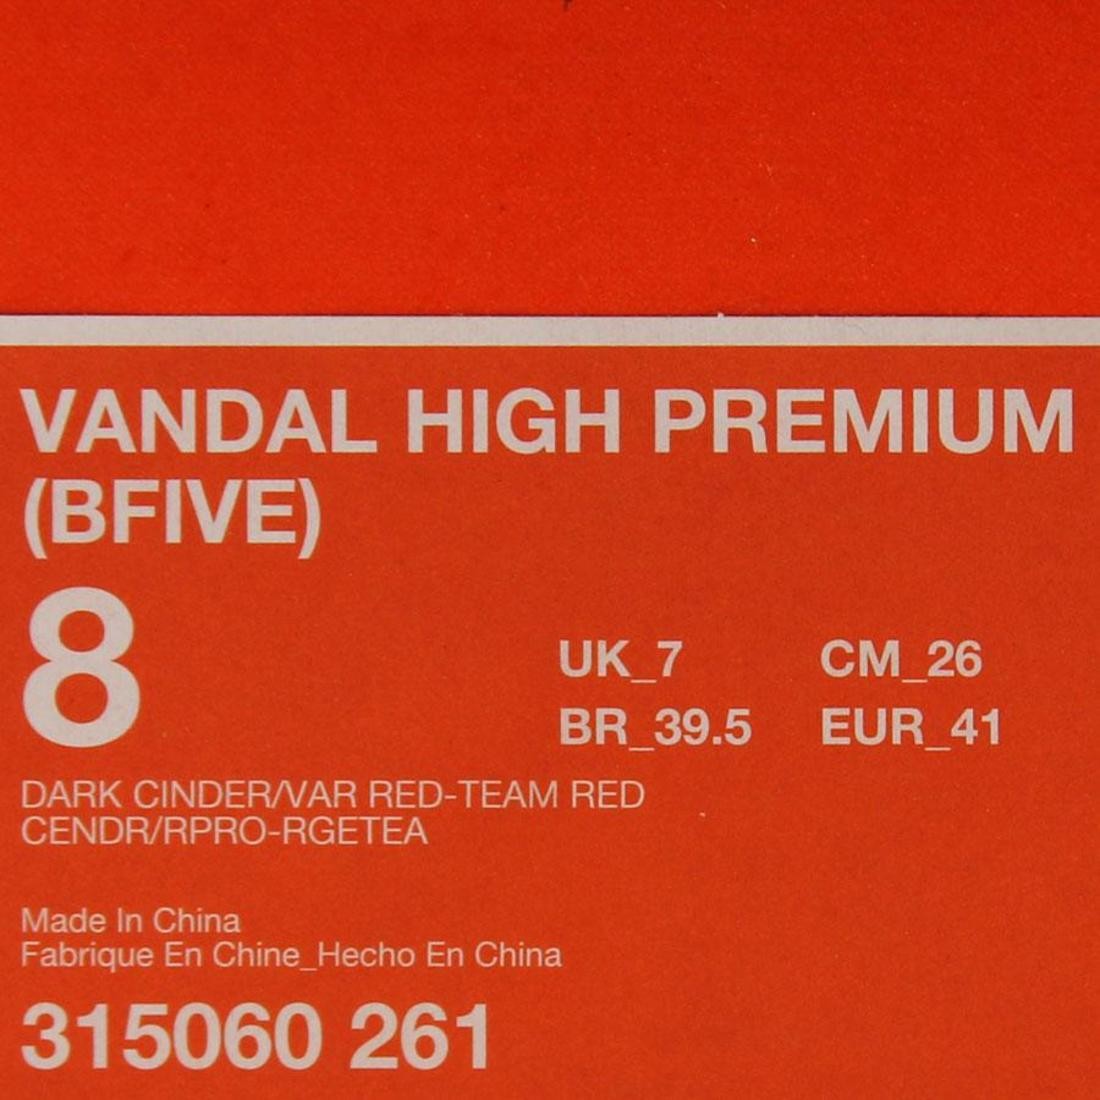 VANDAL HIGH PREMIUM
(BFIVE)
8
UK_7 CM_26
BR_39.5 EUR_41
DARK CINDER/VAR RED-TEAM RED
CENDR/RPRO-RGETEA
Made In China
Fabrique En Chine_Hecho En China
315060 261